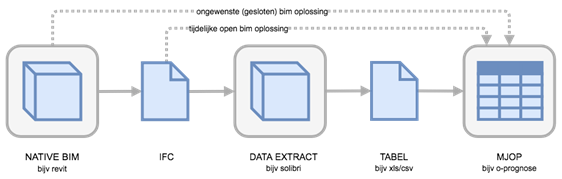 ongewenste (gesloten) bim oplossing
tijdelijke open bim oplossing
NATIVE BIM
bijv revit
IFC
DATA EXTRACT
bijv solibri
TABEL
bijv xls/csv
MJOP
bijv o-prognose